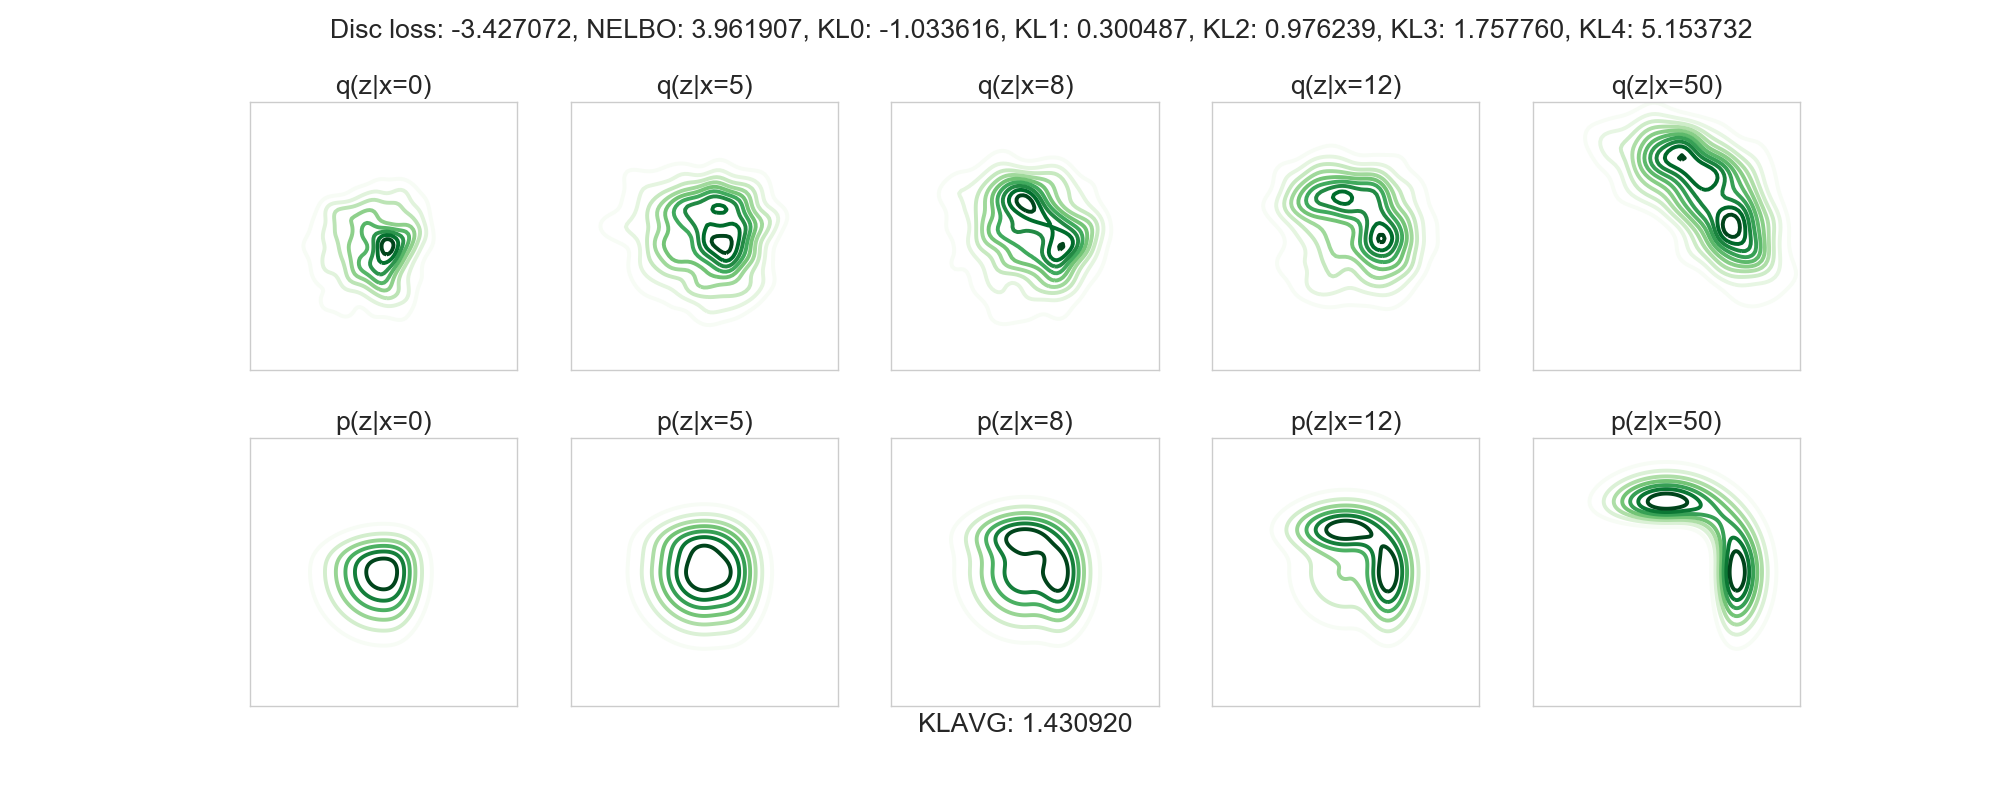 Disc loss: -3.427072, NELBO: 3.961907, KL0: -1.033616, KL1: 0.300487, KL2: 0.976239, KL3: 1.757760, KL4: 5.153732
q(z|x=0) q(z|x=5) q(z|x=8) q(z|x=12) q(z|x=50)
p(z|x=0) p(z|x=5) p(z|x=8) p(z|x=12) p(z|x=50)
KLAVG: 1.430920